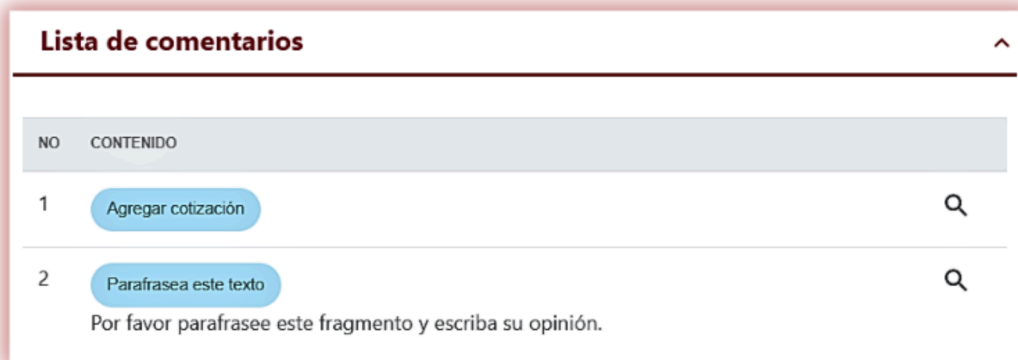 Lista de comentarios
NO CONTENIDO
1 Agregar cotización
2 Parafrasea este texto
Por favor parafrasee este fragmento y escriba su opinión.